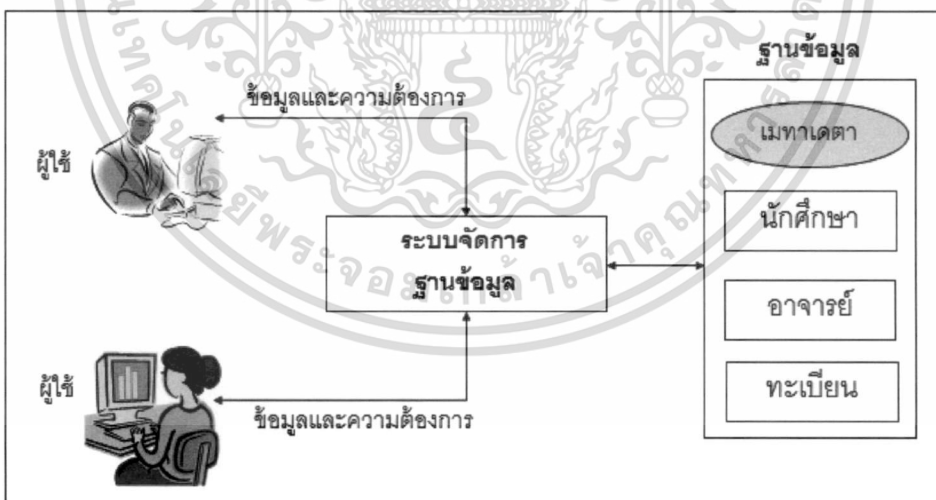 ฐานข้อมูล
ข้อมูลและความต้องการ
ผู้ใช้
เมทาเดตา
นักศึกษา
ระบบจัดการ
ฐานข้อมูล
อาจารย์
ทะเบียน
ผู้ใช้
ข้อมูลและความต้องการ